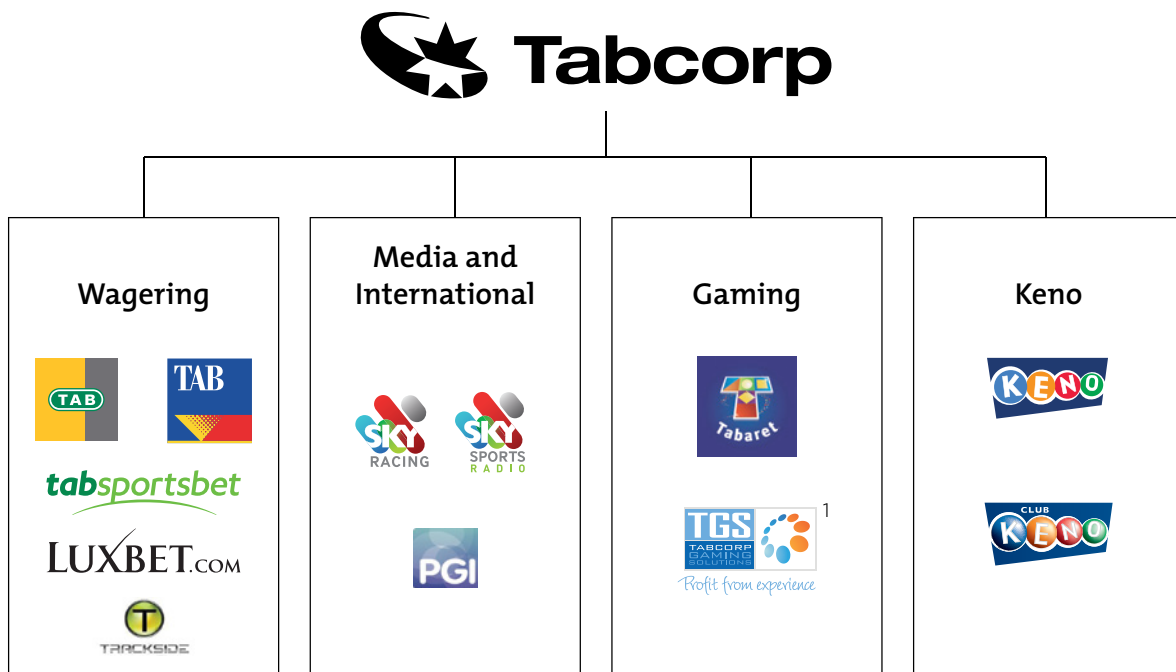 Tabcorp
Wagering
TAB
TAB
tabsportsbet
LUXBET.COM
T
TRACKSIDE
Media and
International
SKY
RACING
SKY
SPORTS
RADIO
PGI
Gaming
Tabaret
TGS
TABCORP
GAMING
SOLUTIONS
1
Profit from experience
Keno
KENO
CLUB
KENO